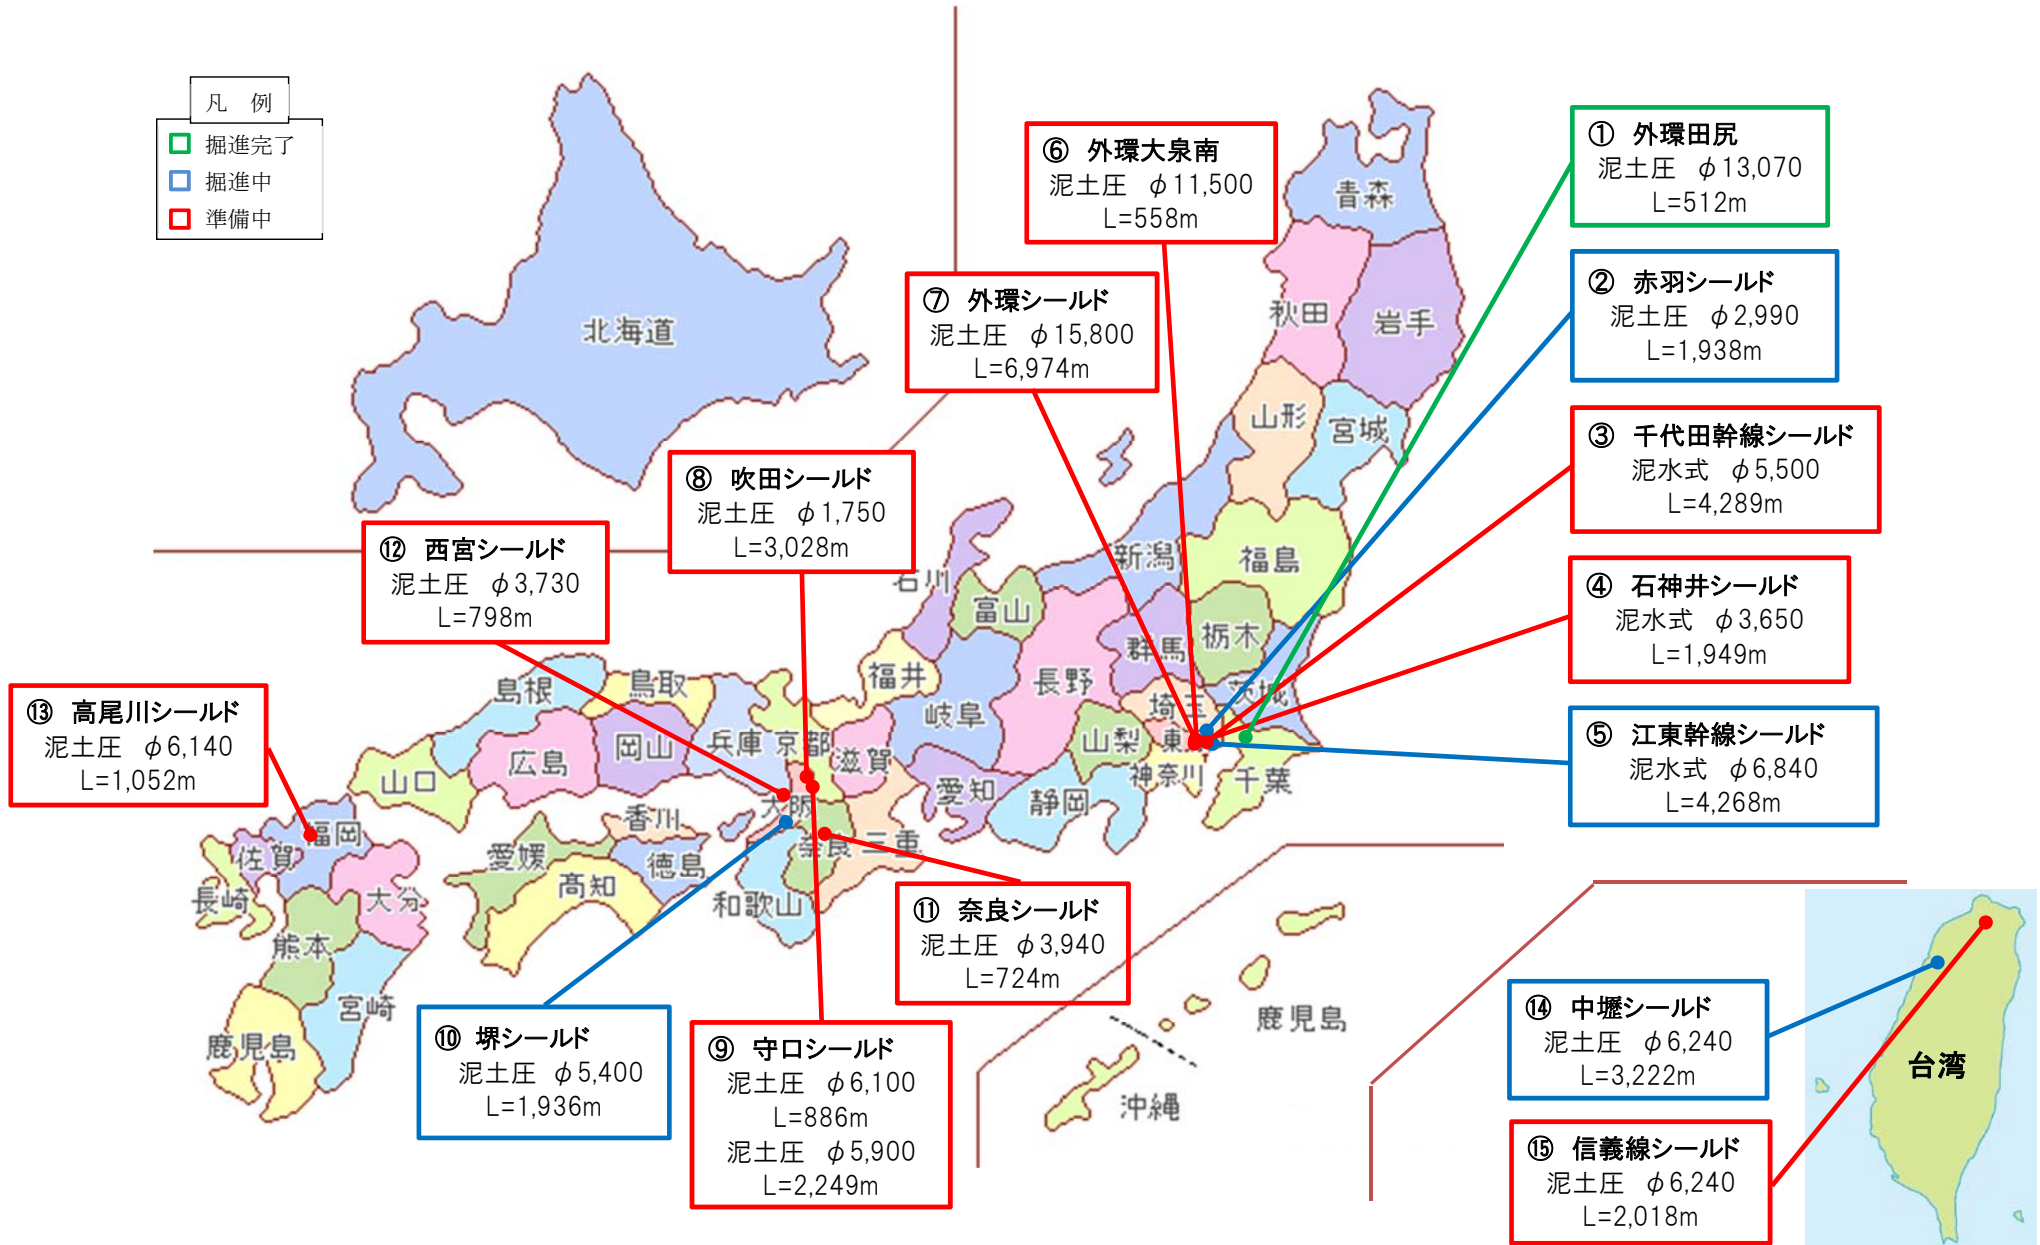 凡 例
掘進完了
掘進中
準備中
① 外環田尻
泥土圧 φ13,070
L=512m
② 赤羽シールド
泥土圧 φ2,990
L=1,938m
③ 千代田幹線シールド
泥水式 φ5,500
L=4,289m
④ 石神井シールド
泥水式 φ3,650
L=1,949m
⑤ 江東幹線シールド
泥水式 φ6,840
L=4,268m
⑥ 外環大泉南
泥土圧 φ11,500
L=558m
⑦ 外環シールド
泥土圧 φ15,800
L=6,974m
⑧ 吹田シールド
泥土圧 φ1,750
L=3,028m
⑫ 西宮シールド
泥土圧 φ3,730
L=798m
⑬ 高尾川シールド
泥土圧 φ6,140
L=1,052m
⑩ 堺シールド
泥土圧 φ5,400
L=1,936m
⑨ 守口シールド
泥土圧 φ6,100
L=886m
泥土圧 φ5,900
L=2,249m
⑪ 奈良シールド
泥土圧 φ3,940
L=724m
⑭ 中壢シールド
泥土圧 φ6,240
L=3,222m
⑮ 信義線シールド
泥土圧 φ6,240
L=2,018m
台湾
北海道
青森
秋田
岩手
山形
宮城
新潟
福島
石川
富山
群馬
栃木
福井
長野
埼玉
茨城
岐阜
山梨
東
神奈川
千葉
愛知
静岡
島根
鳥取
兵庫
京都
滋賀
岡山
広島
山口
大阪
奈良
三重
和歌山
香川
徳島
愛媛
高知
福岡
佐賀
長崎
大分
熊本
宮崎
鹿児島
鹿児島
沖縄